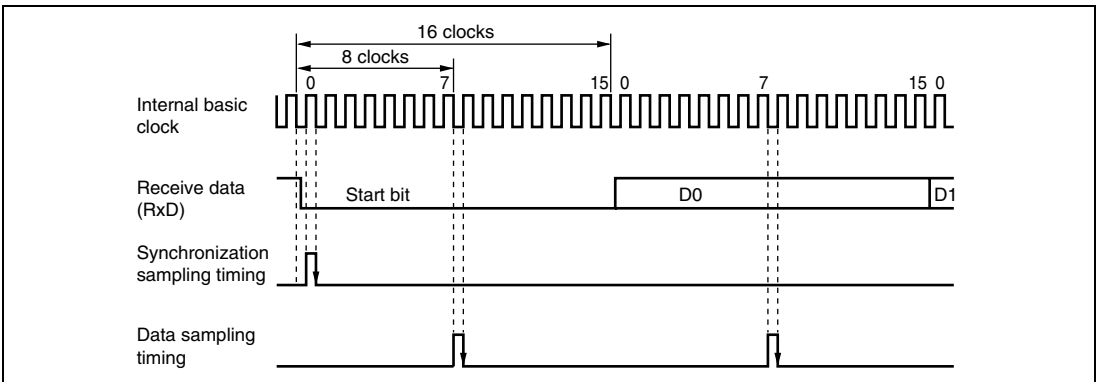 16 clocks
8 clocks
0 7 15 0 7 15 0
Internal basic
clock
Receive data
(RxD)
Start bit D0 D1
Synchronization
sampling timing
Data sampling
timing